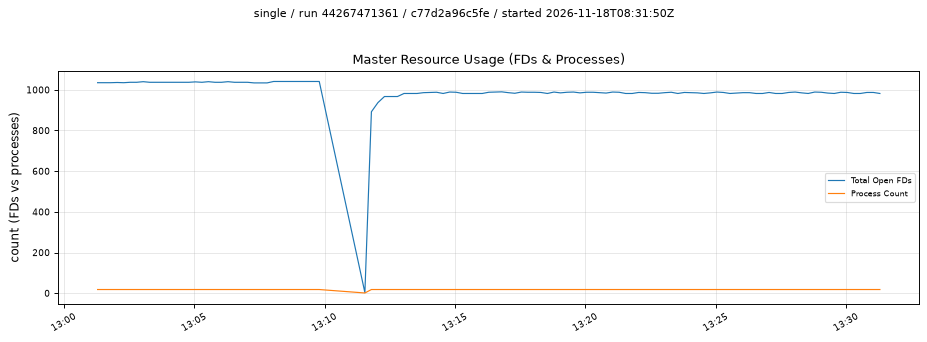 single / run 44267471361 / c77d2a96c5fe / started 2026-11-18T08:31:50Z
Master Resource Usage (FDs & Processes)
count (FDs vs processes)
1000
800
600
400
200
0
Total Open FDs
Process Count
13:00
13:05
13:10
13:15
13:20
13:25
13:30